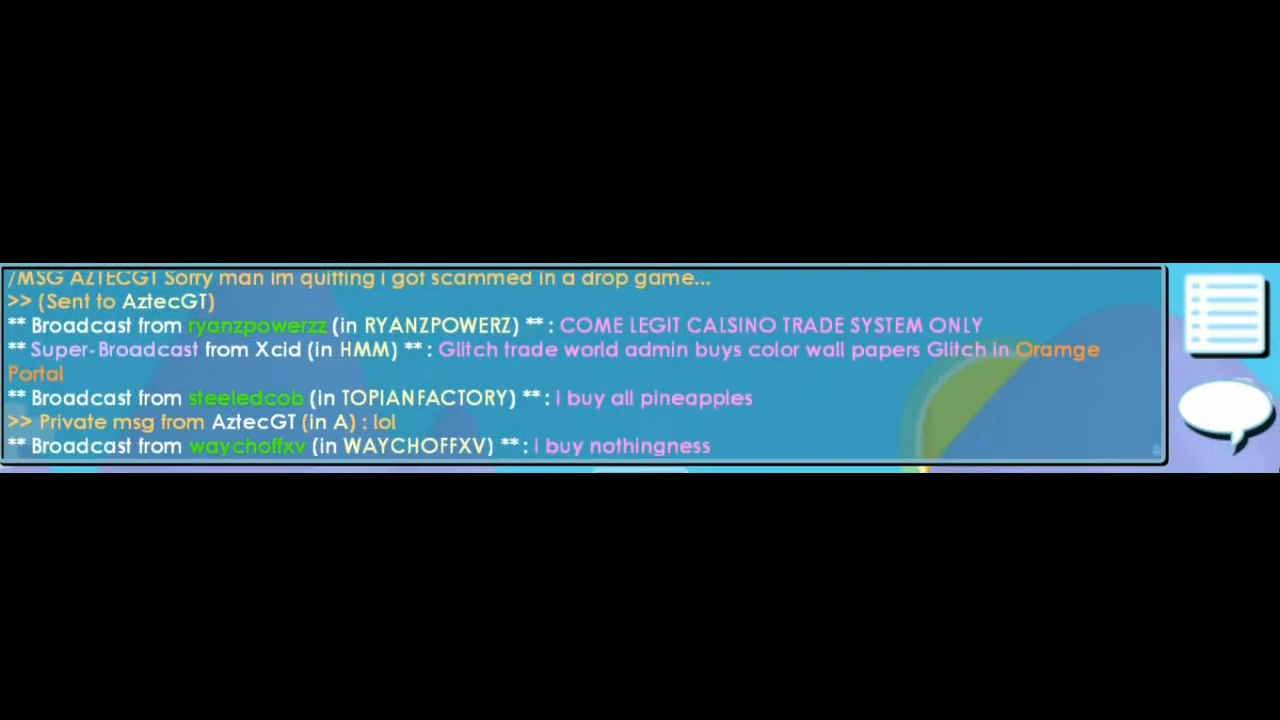 /MSG AZTECGT Sorry man im quitting i got scammed in a drop game...
>> (Sent to AztecGT)
** Broadcast from ryanzpowerzz (in RYANZPOWERZ) ** : COME LEGIT CALSINO TRADE SYSTEM ONLY
** Super-Broadcast from Xcid (in HMM) ** : Glitch trade world admin buys color wall papers Glitch in Oramge
Portal
** Broadcast from steeledcob (in TOPIANFACTORY) ** : i buy all pineapples
>> Private msg from AztecGT (in A) : lol
** Broadcast from waychoffxv (in WAYCHOFFXV) ** : i buy nothingness